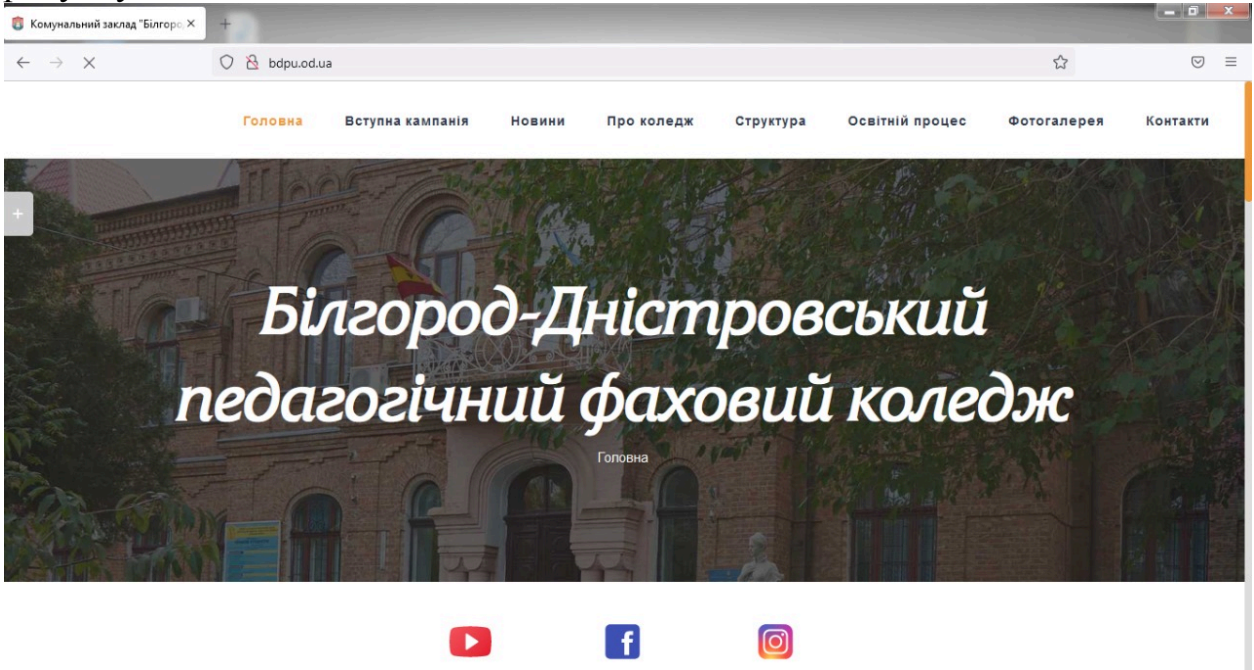 Комунальний заклад "Білгоро
bdpu.od.ua
Головна Вступна кампанія Новини Про коледж Структура Освітній процес Фотогалерея Контакти
Білгород-Дністровський
педагогічний фаховий коледж
Головна